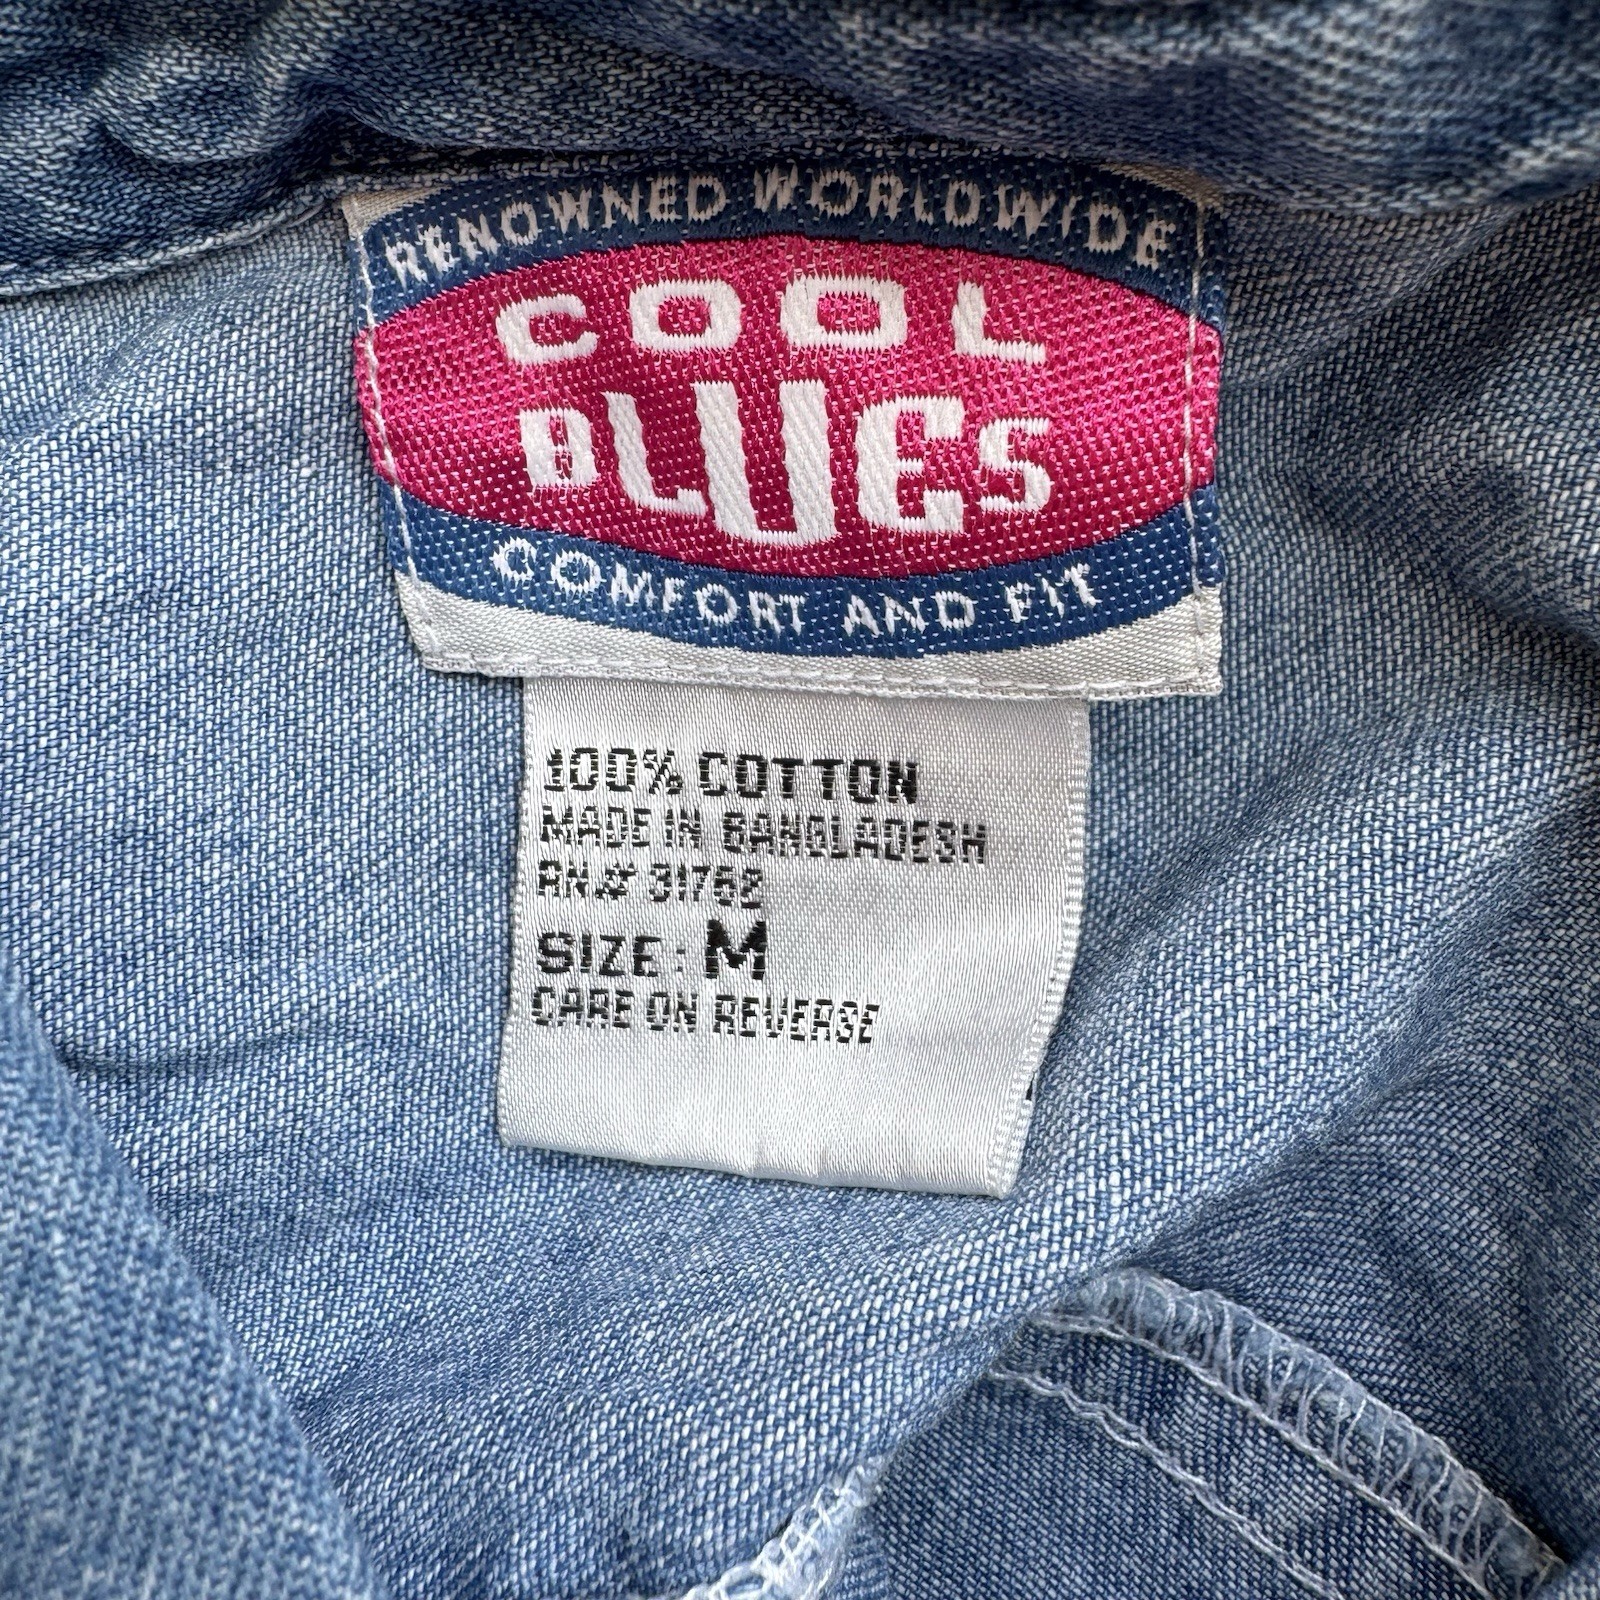 RENOWNED WORLDWIDE
COOL
BLUES
COMFORT AND FIT
100% COTTON
MADE IN BANGLADESH
RN# 31752
SIZE: M
CARE ON REVERSE